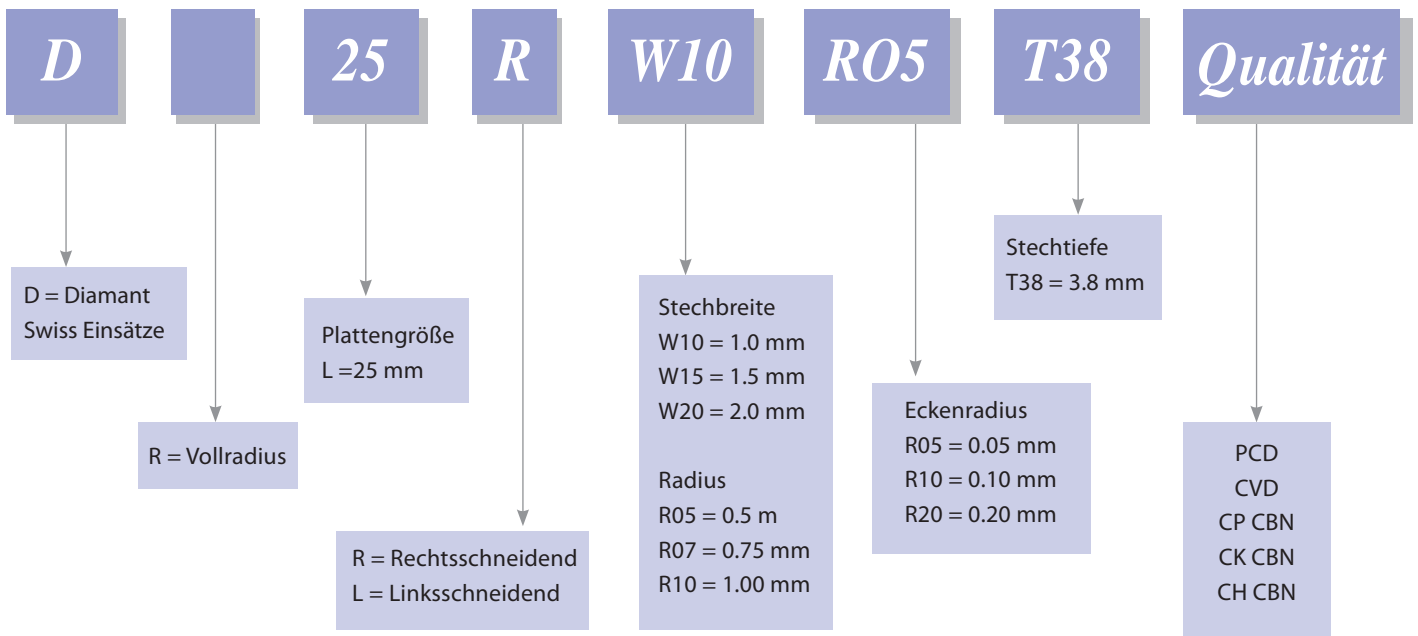 D 25 R W10 RO5 T38 Qualität
D = Diamant
Swiss Einsätze
R = Vollradius
Plattengröße
L =25 mm
R = Rechtsschneidend
L = Linksschneidend
Stechbreite
W10 = 1.0 mm
W15 = 1.5 mm
W20 = 2.0 mm
Radius
R05 = 0.5 m
R07 = 0.75 mm
R10 = 1.00 mm
Eckenradius
R05 = 0.05 mm
R10 = 0.10 mm
R20 = 0.20 mm
Stechtiefe
T38 = 3.8 mm
PCD
CVD
CP CBN
CK CBN
CH CBN